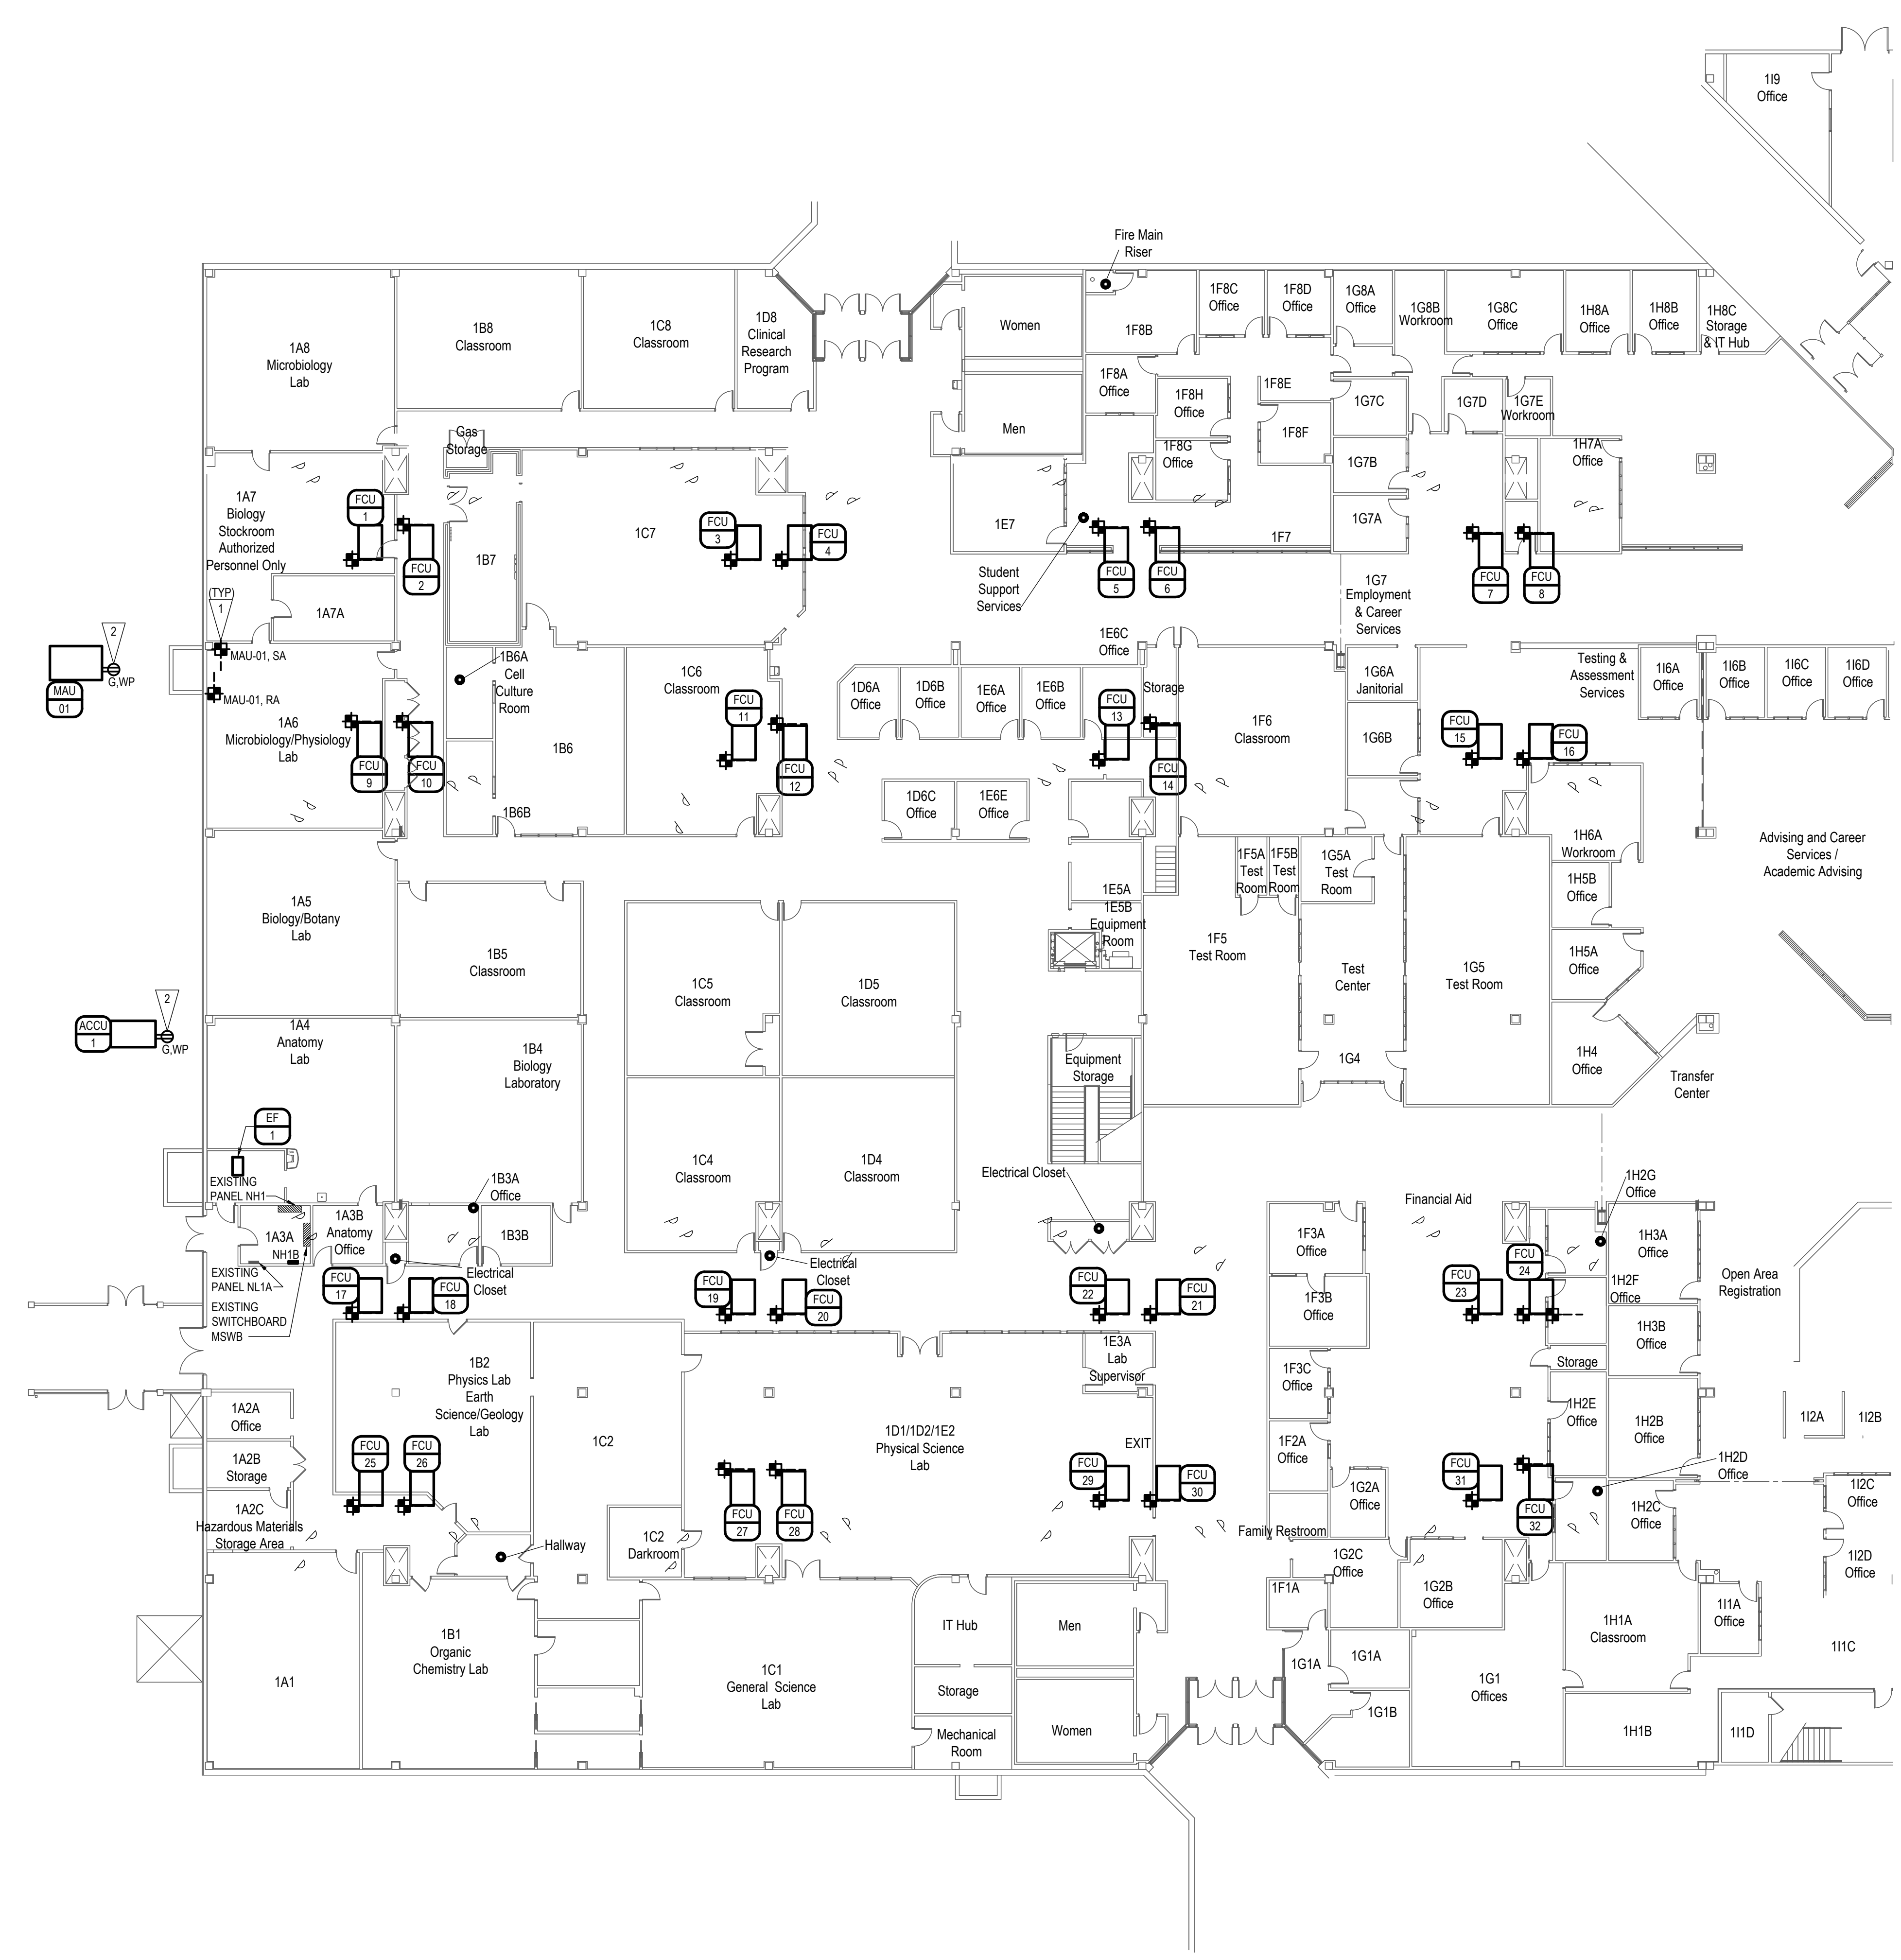 1I9
Office
Fire Main
Riser
1A8
Microbiology
Lab
1B8
Classroom
1C8
Classroom
1D8
Clinical
Research
Program
Women
1F8B
1F8C
Office
1F8D
Office
1G8A
Office
1G8B
Workroom
1G8C
Office
1H8A
Office
1H8B
Office
1H8C
Storage
& IT Hub
1F8A
Office
1F8H
Office
1F8E
1G7C
1G7D
1G7E
Workroom
Men
1F8G
Office
1F8F
1G7B
1H7A
Office
Gas
Storage
1A7
Biology
Stockroom
Authorized
Personnel Only
FCU
1
FCU
2
1B7
1C7
FCU
3
FCU
4
1E7
1F7
1G7A
FCU
5
FCU
6
FCU
7
FCU
8
Student
Support
Services
1G7
Employment
& Career
Services
(TYP)
1
1A7A
2
MAU
01
G,WP
MAU-01, SA
MAU-01, RA
1A6
Microbiology/Physiology
Lab
FCU
9
FCU
10
1B6A
Cell
Culture
Room
1B6
1B6B
1C6
Classroom
FCU
11
FCU
12
1D6A
Office
1D6B
Office
1E6A
Office
1E6B
Office
1E6C
Office
FCU
13
Storage
FCU
14
1F6
Classroom
1G6A
Janitorial
1G6B
FCU
15
FCU
16
Testing &
Assessment
Services
1I6A
Office
1I6B
Office
1I6C
Office
1I6D
Office
1D6C
Office
1E6E
Office
1H6A
Workroom
Advising and Career
Services /
Academic Advising
1A5
Biology/Botany
Lab
1B5
Classroom
1C5
Classroom
1D5
Classroom
1E5A
1E5B
Equipment
Room
1F5A
Test
Room
1F5B
Test
Room
1G5A
Test
Room
1F5
Test Room
Test
Center
1G5
Test Room
1H5B
Office
1H5A
Office
2
ACCU
1
G,WP
1A4
Anatomy
Lab
1B4
Biology
Laboratory
Equipment
Storage
1G4
1H4
Office
Transfer
Center
EF
1
1C4
Classroom
1D4
Classroom
Electrical Closet
EXISTING
PANEL NH1
1A3A
NH1B
1A3B
Anatomy
Office
1B3A
Office
1B3B
EXISTING
PANEL NL1A
EXISTING
SWITCHBOARD
MSWB
FCU
17
FCU
18
Electrical
Closet
FCU
19
FCU
20
Electrical
Closet
FCU
22
FCU
21
1F3A
Office
1F3B
Office
Financial Aid
FCU
23
FCU
24
1H2G
Office
1H3A
Office
1H2F
Office
Open Area
Registration
1B2
Physics Lab
Earth
Science/Geology
Lab
1C2
1E3A
Lab
Supervisor
1F3C
Office
Storage
1H3B
Office
1A2A
Office
1D1/1D2/1E2
Physical Science
Lab
EXIT
1F2A
Office
1H2E
Office
1H2B
Office
1I2A
1I2B
1A2B
Storage
FCU
25
FCU
26
FCU
27
FCU
28
FCU
29
FCU
30
1G2A
Office
FCU
31
FCU
32
1H2D
Office
1H2C
Office
1I2C
Office
1A2C
Hazardous Materials
Storage Area
Hallway
1C2
Darkroom
Family Restroom
1G2C
Office
1I2D
Office
1F1A
1G2B
Office
1A1
1B1
Organic
Chemistry Lab
1C1
General Science
Lab
IT Hub
Storage
Mechanical
Room
Men
Women
1G1A
1G1A
1G1B
1G1
Offices
1H1A
Classroom
1H1B
1I1A
Office
1I1C
1I1D